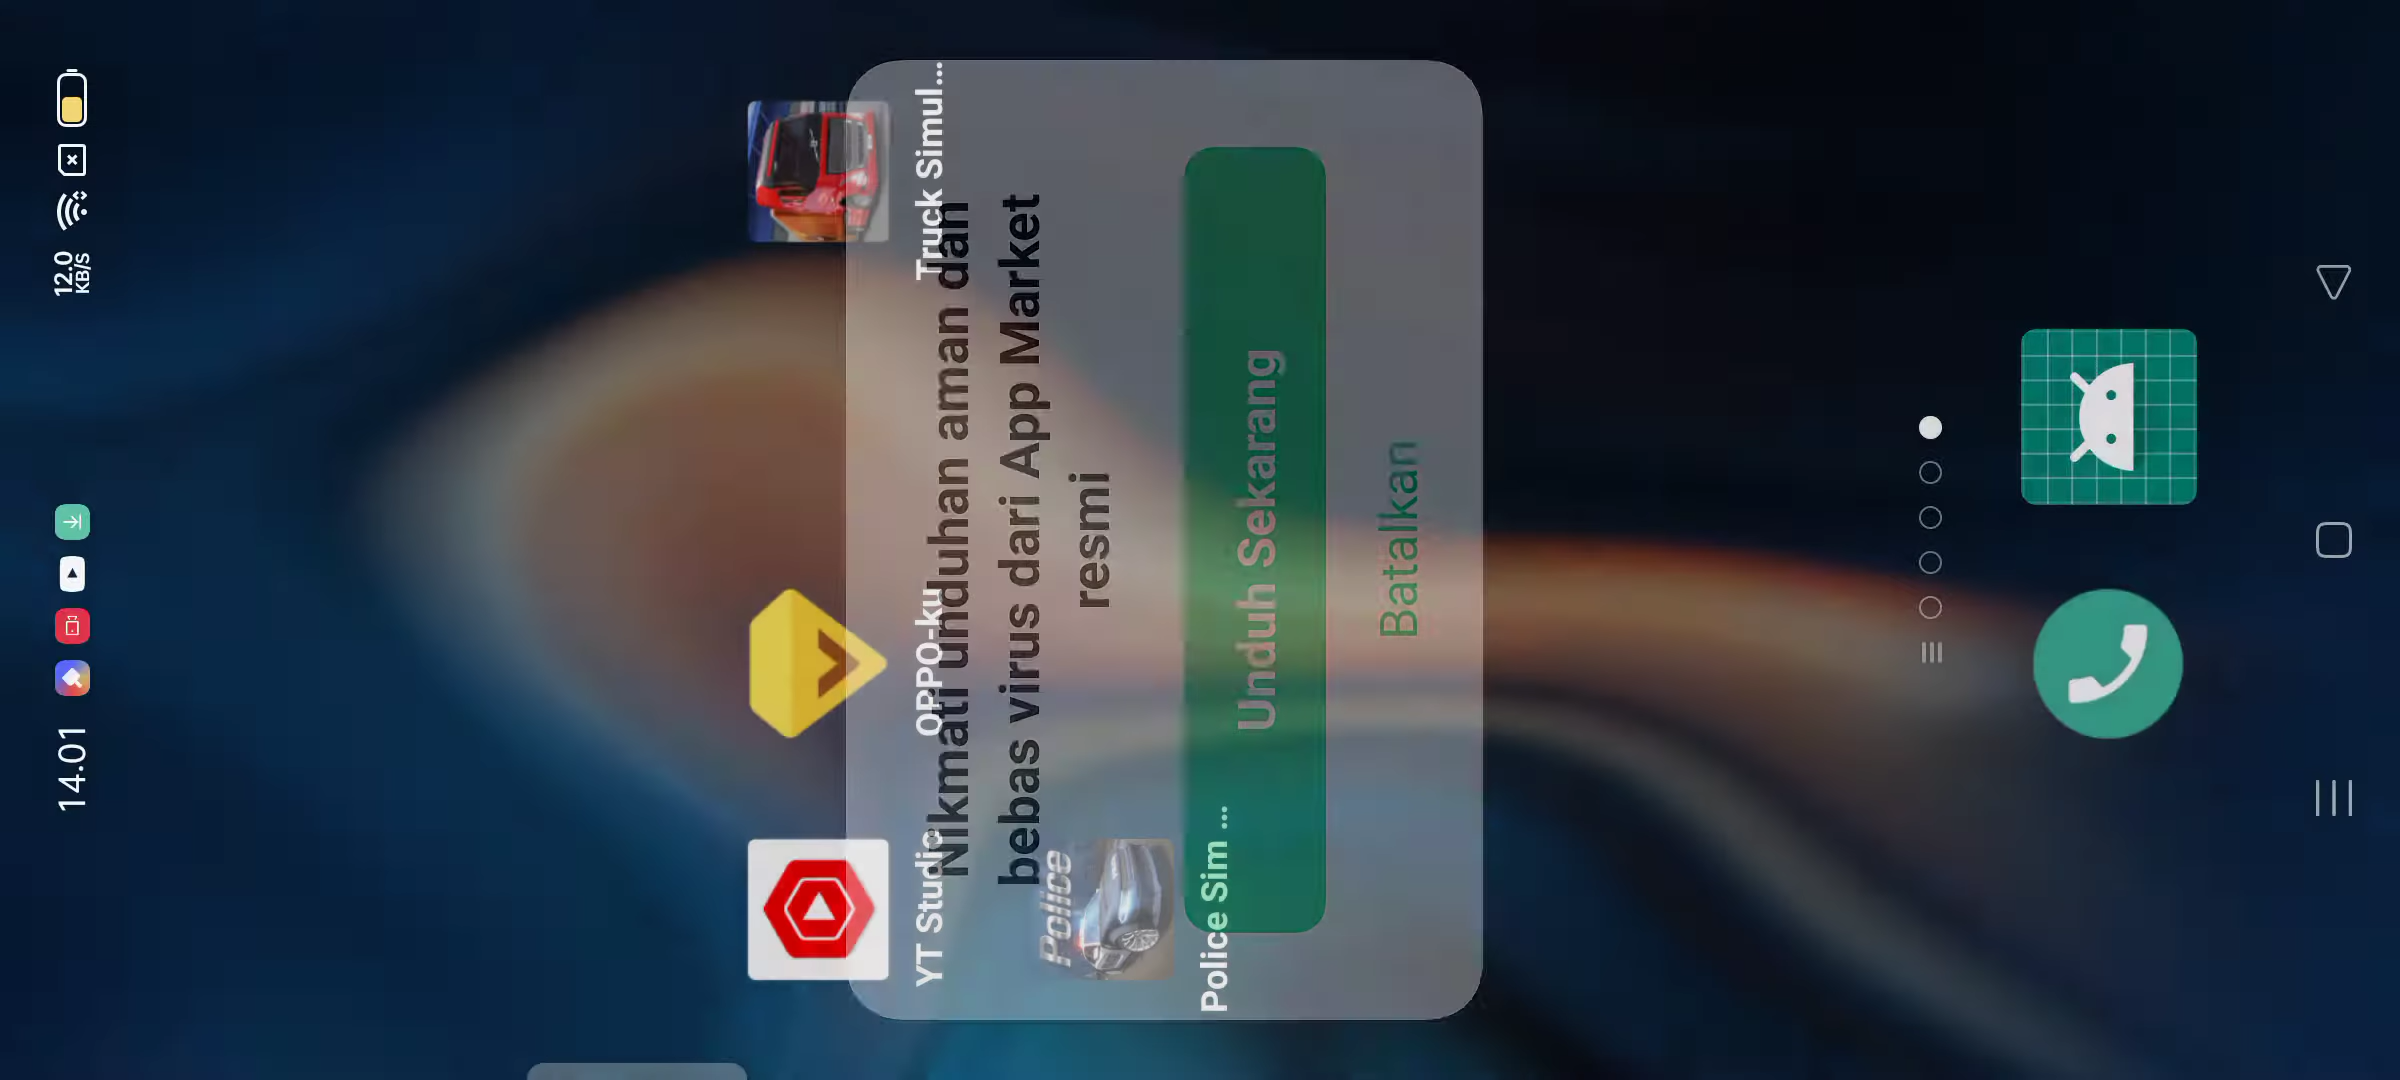 14.01
12.0
KB/S
YT Studio
OPPO-ku
Truck Simul...
Nikmati unduhan aman dan
bebas virus dari App Market
resmi
Police
Police Sim ...
Unduh Sekarang
Batalkan